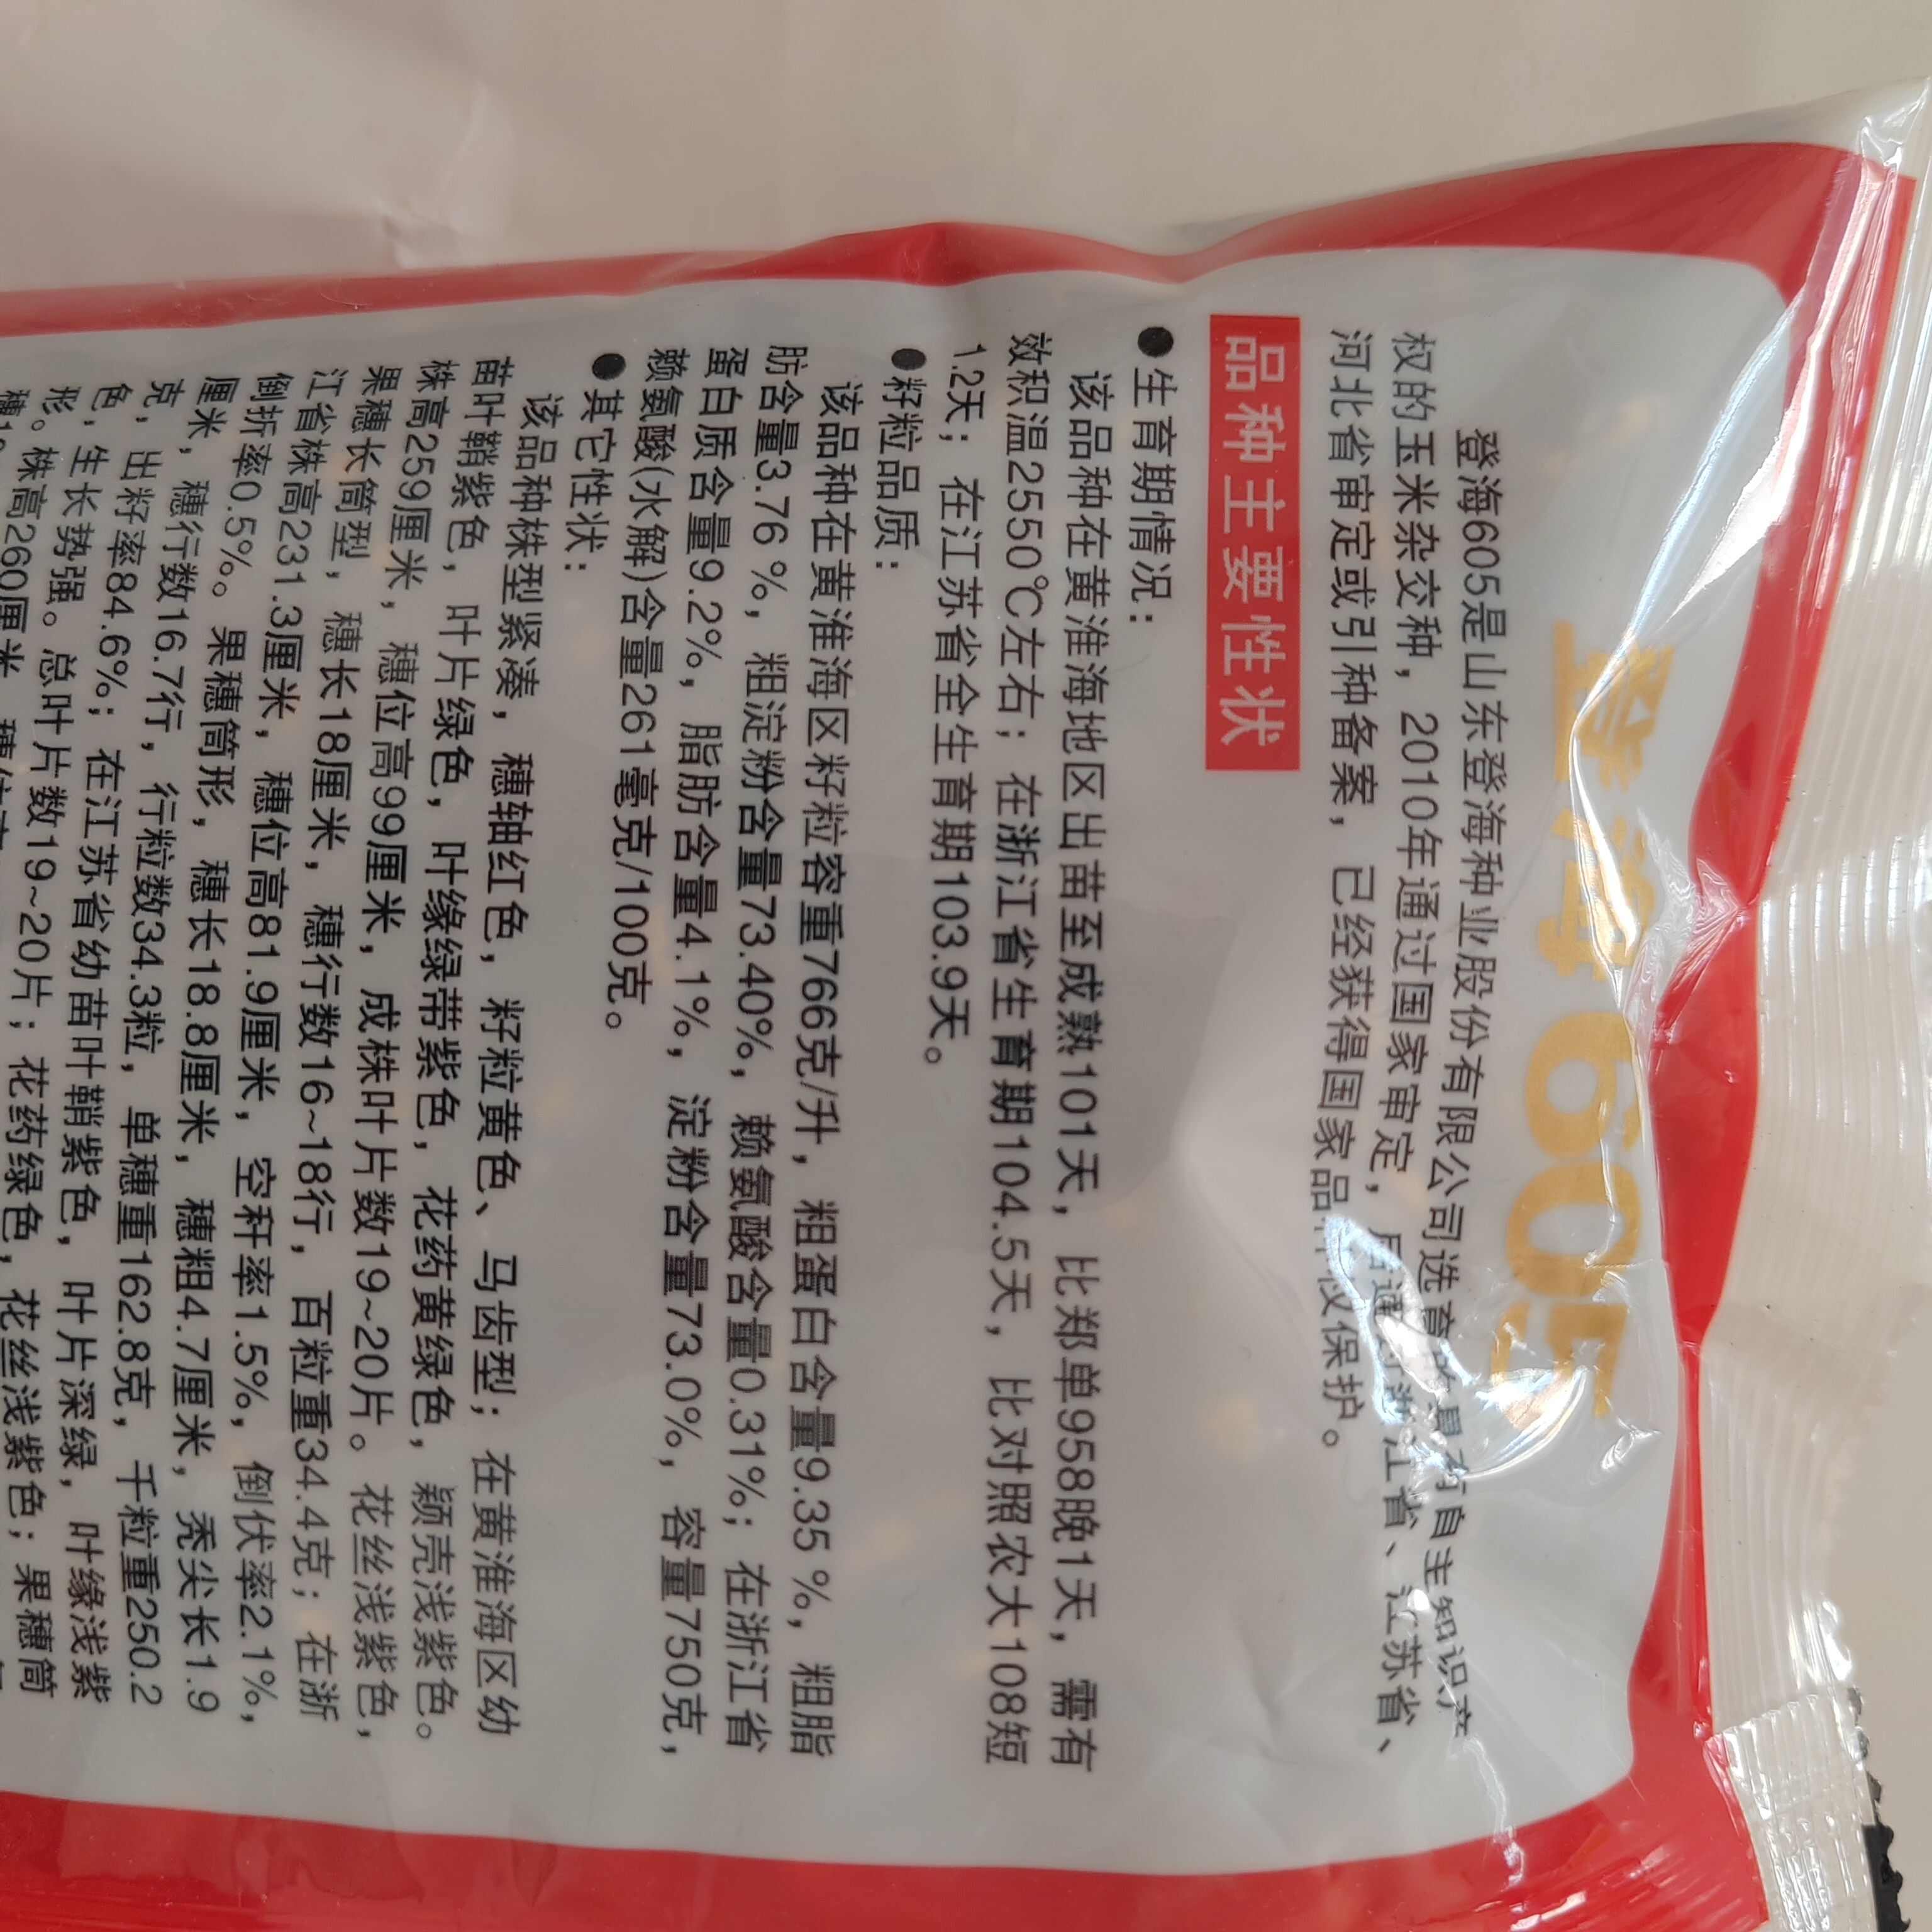 登海605
登海605是山东登海种业股份有限公司选育的具有自主知识产
权的玉米杂交种，2010年通过国家审定，后通过浙江省、江苏省、
河北省审定或引种备案，已经获得国家品种权保护。
品种主要性状
●生育期情况：
该品种在黄淮海地区出苗至成熟101天，比郑单958晚1天，需有
效积温2550℃左右；在浙江省生育期104.5天，比对照农大108短
1.2天；在江苏省全生育期103.9天。
●籽粒品质：
该品种在黄淮海区籽粒容重766克/升，粗蛋白含量9.35 %，粗脂
肪含量3.76 %，粗淀粉含量73.40%，赖氨酸含量0.31%；在浙江省
蛋白质含量9.2%，脂肪含量4.1%，淀粉含量73.0%，容量750克，
赖氨酸(水解)含量261毫克/100克。
●其它性状：
该品种株型紧凑，穗轴红色，籽粒黄色、马齿型；在黄淮海区幼
苗叶鞘紫色，叶片绿色，叶缘绿带紫色，花药黄绿色，颖壳浅紫色。
株高259厘米，穗位高99厘米，成株叶片数19~20片。花丝浅紫色，
果穗长筒型，穗长18厘米，穗行数16~18行，百粒重34.4克；在浙
江省株高231.3厘米，穗位高81.9厘米，空秆率1.5%，倒伏率2.1%，
倒折率0.5%。果穗筒形，穗长18.8厘米，穗粗4.7厘米，秃尖长1.9
厘米，穗行数16.7行，行粒数34.3粒，单穗重162.8克，千粒重250.2
克，出籽率84.6%；在江苏省幼苗叶鞘紫色，叶片深绿，叶缘浅紫
色，生长势强。总叶片数19~20片；花药绿色，花丝浅紫色；果穗筒
形。株高260厘米